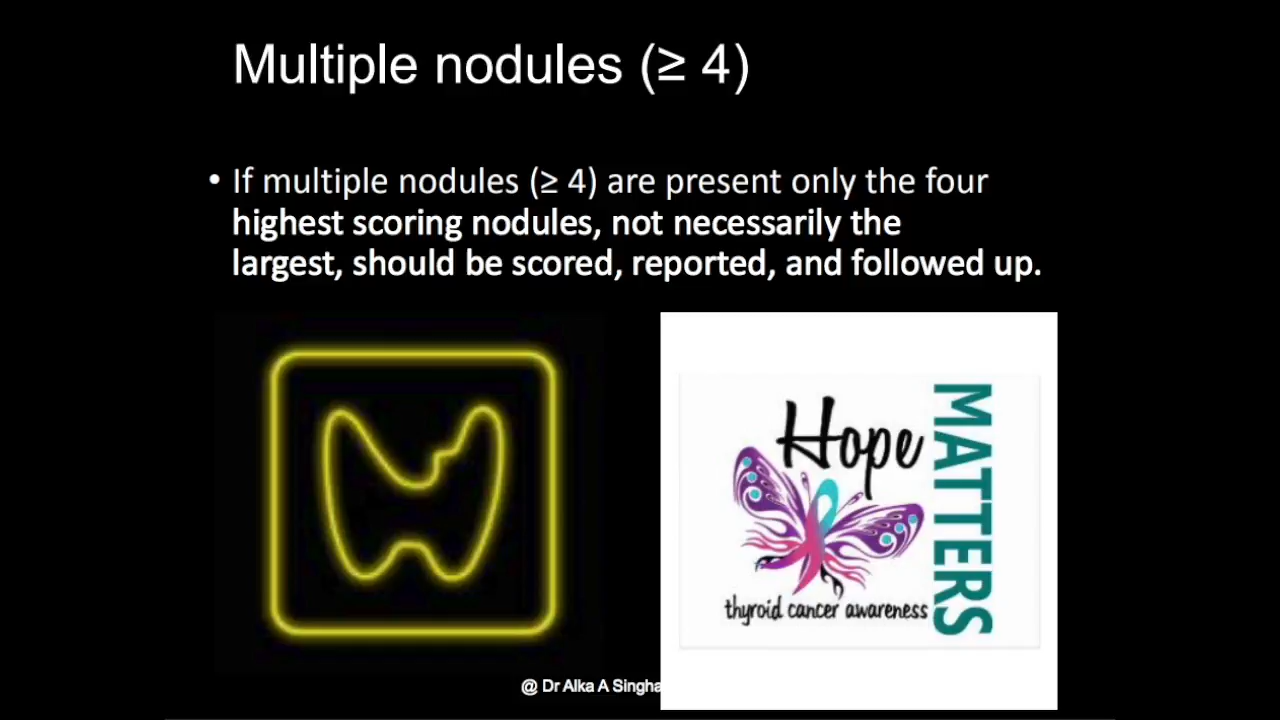 Multiple nodules (≥ 4)
• If multiple nodules (≥ 4) are present only the four
highest scoring nodules, not necessarily the
largest, should be scored, reported, and followed up.
Hope
MATTERS
thyroid cancer awareness
@ Dr Alka A Singha